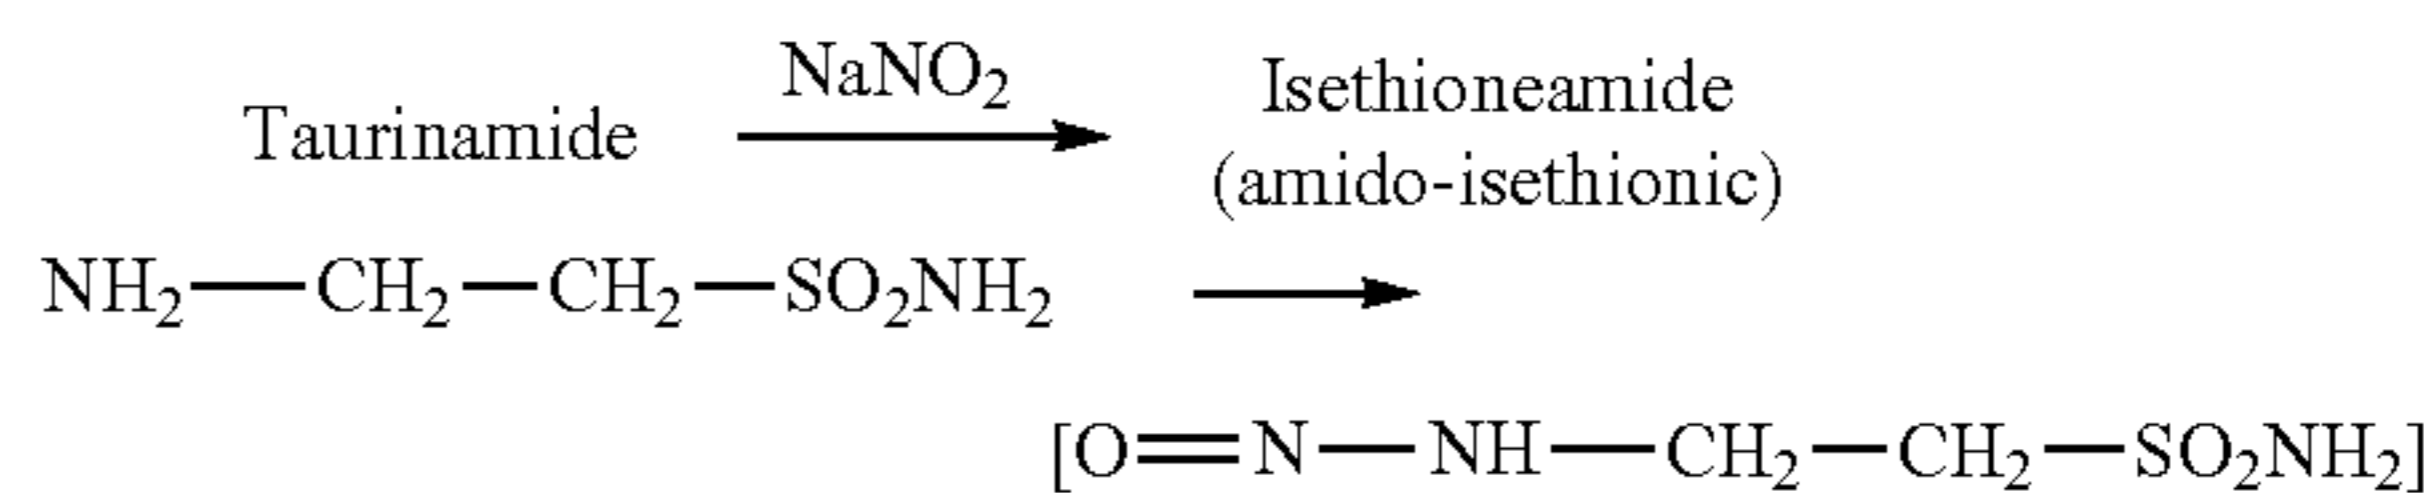 NaNO₂
Taurinamide
Isethioneamide
(amido-isethionic)
NH₂—CH₂—CH₂—SO₂NH₂
[O=N—NH—CH₂—CH₂—SO₂NH₂]